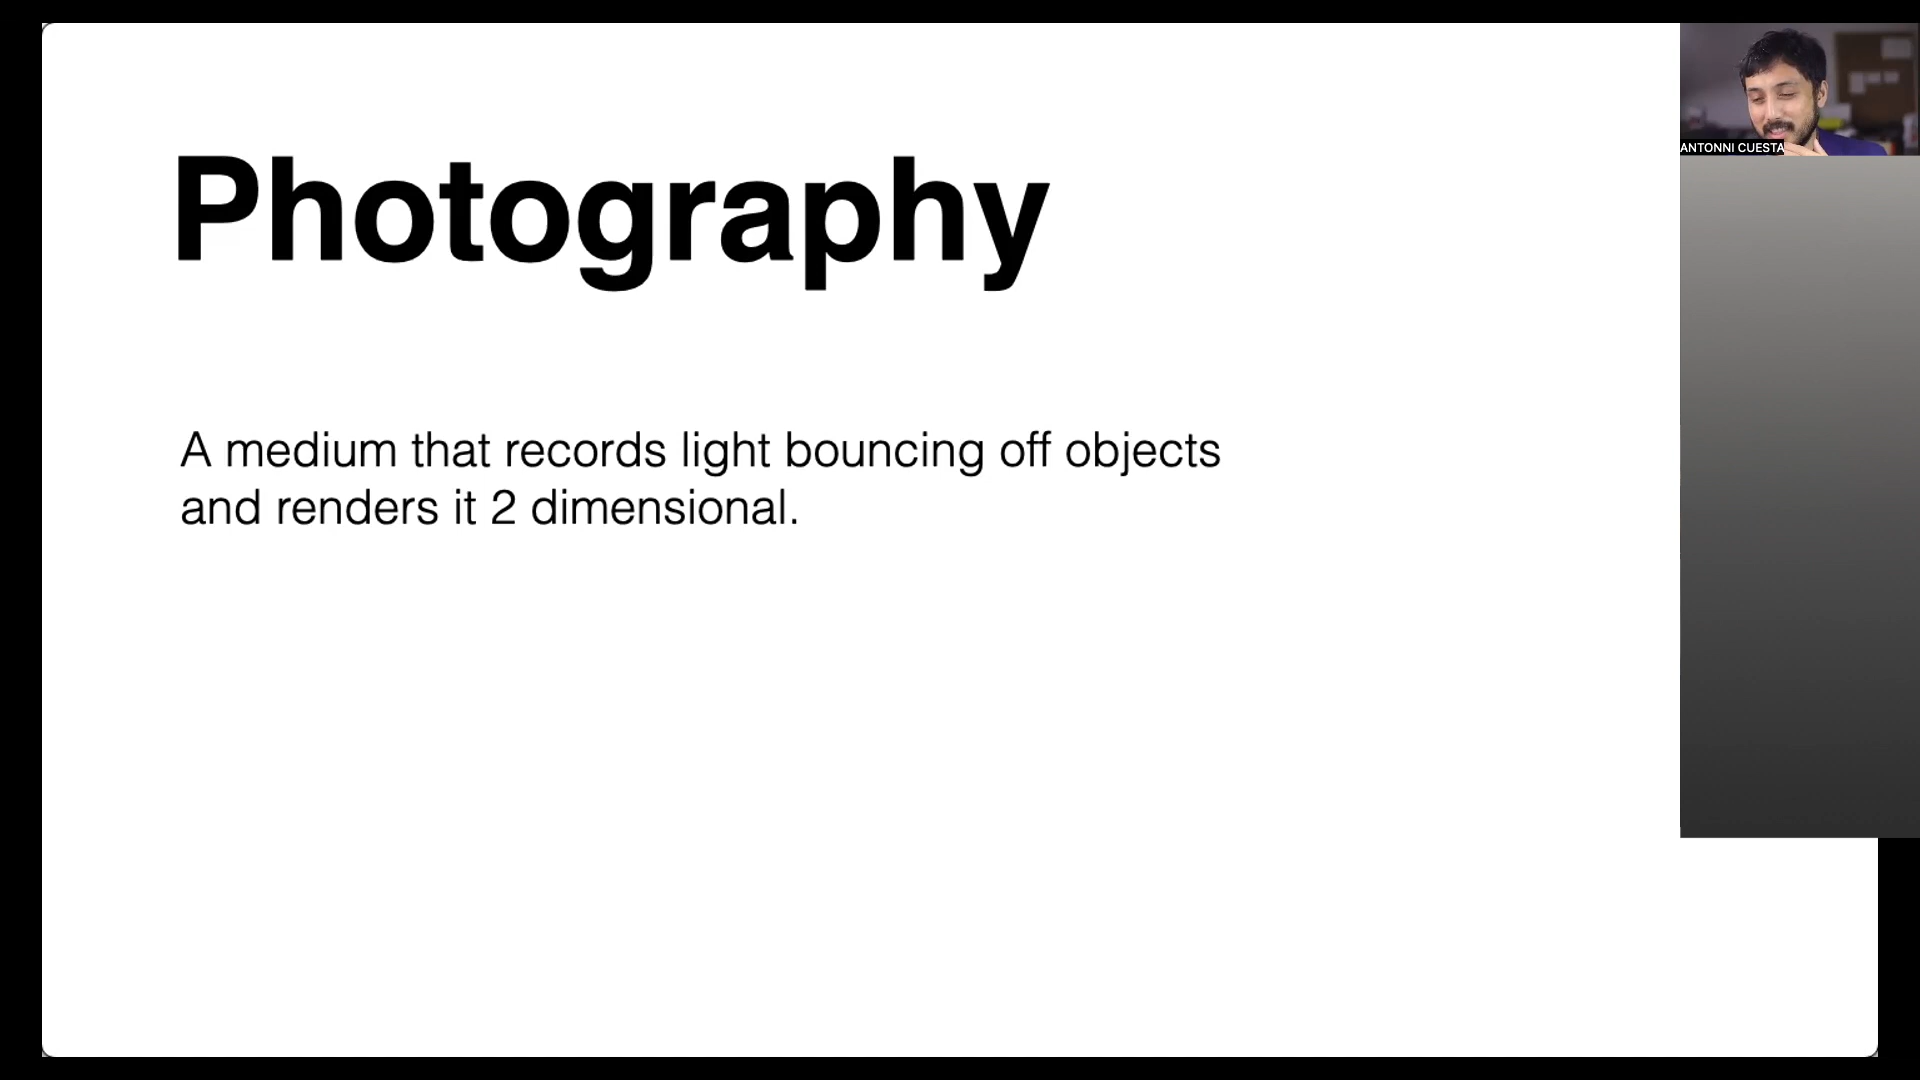 Photography
A medium that records light bouncing off objects
and renders it 2 dimensional.
ANTONNI CUESTA